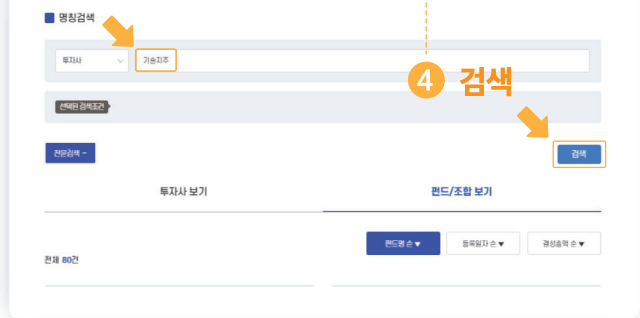 명칭검색
투자사 기술지주
4 검색
선택된 검색조건
전문검색 − 검색
투자사 보기 펀드/조합 보기
펀드명 순 ▼ 등록일자 순 ▼ 결성총액 순 ▼
전체 80건